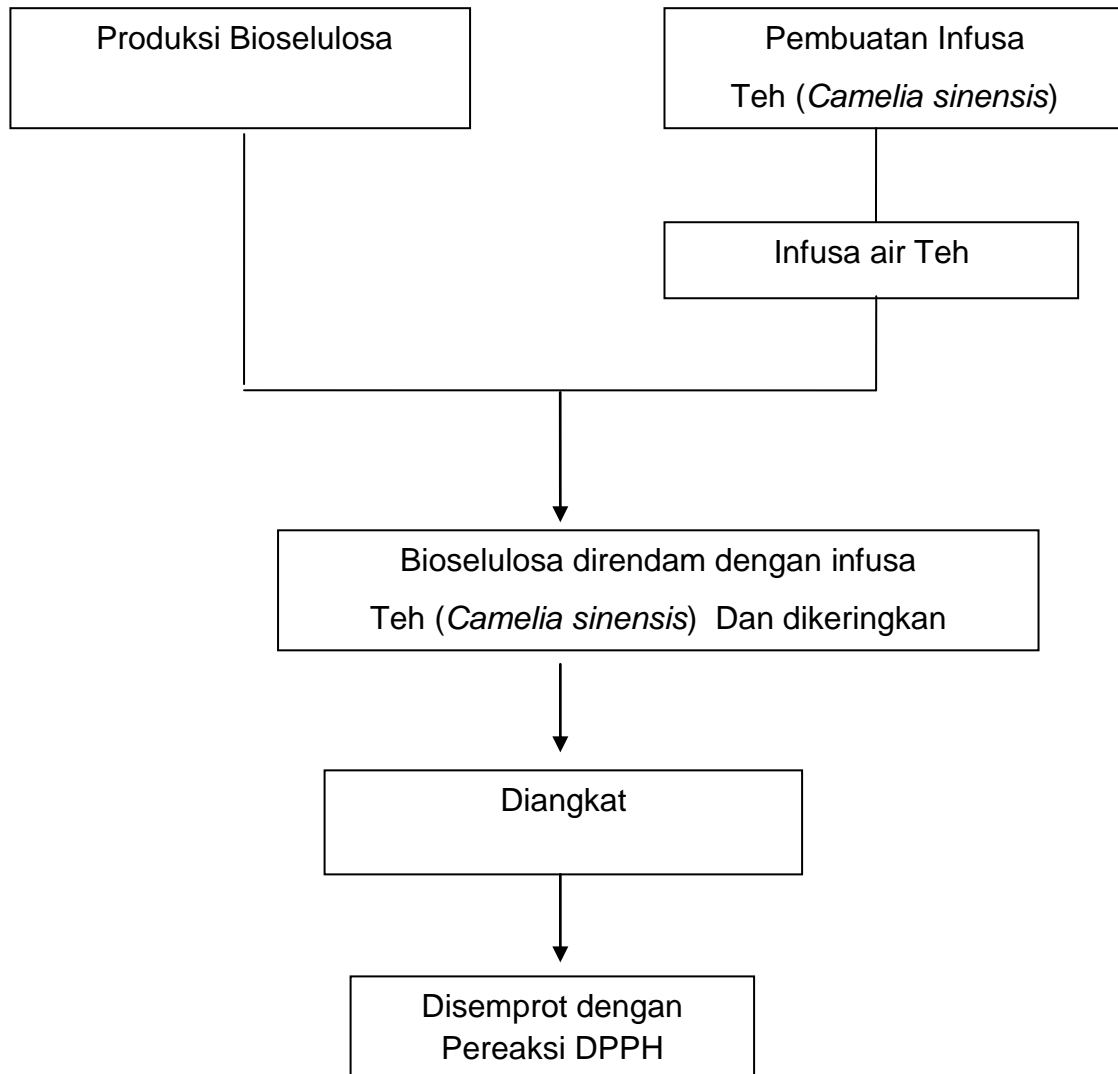 Produksi Bioselulosa
Pembuatan Infusa
Teh (Camelia sinensis)
Infusa air Teh
Bioselulosa direndam dengan infusa
Teh (Camelia sinensis) Dan dikeringkan
Diangkat
Disemprot dengan
Pereaksi DPPH